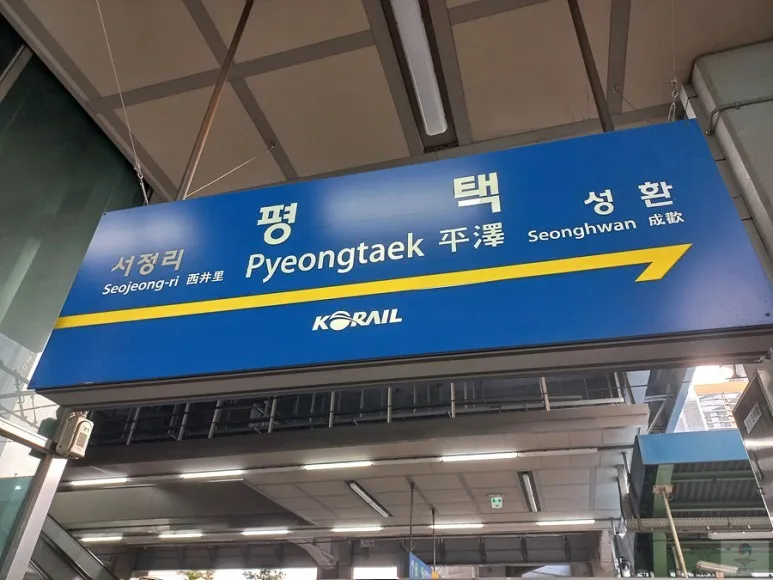 서정리
Seojeong-ri 西井里
평택
Pyeongtaek 平澤
성환
Seonghwan 成歡
KORAIL